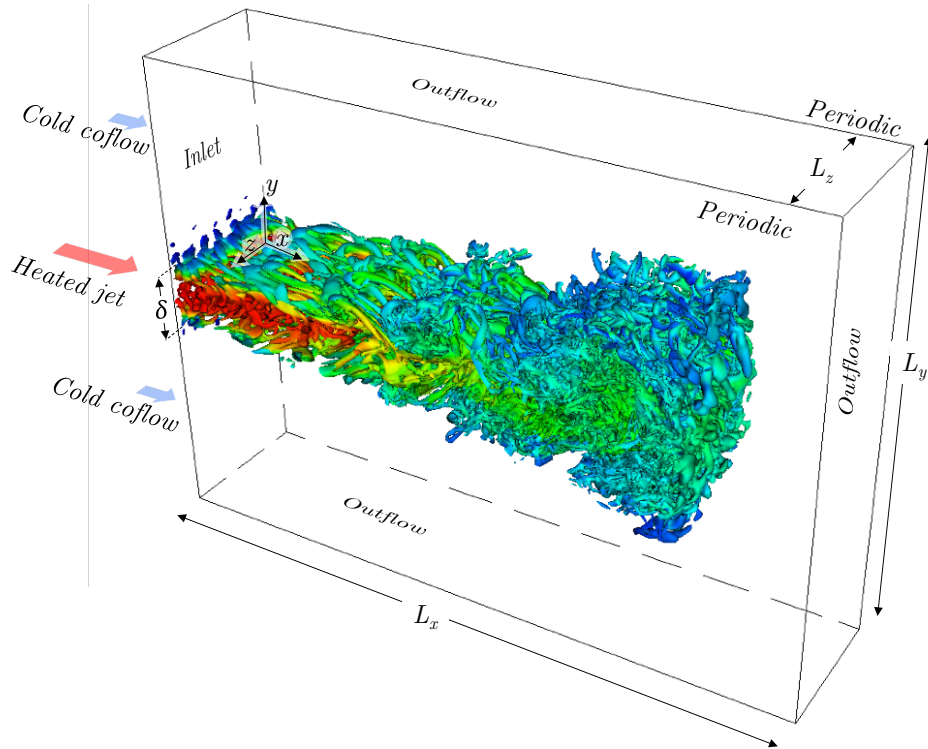 Outflow
Periodic
Cold coflow
Inlet
L_z
y
Periodic
z
x
Heated jet
δ
L_y
Outflow
Cold coflow
Outflow
L_x